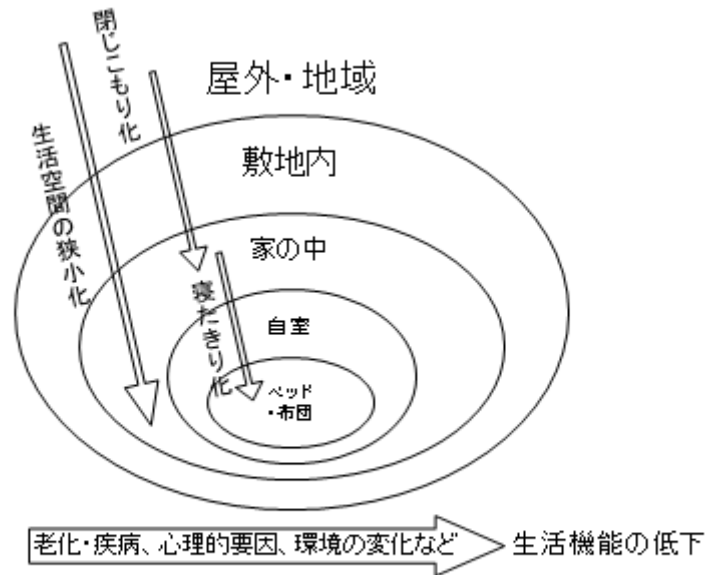 閉じこもり化
屋外・地域
生活空間の狭小化
敷地内
家の中
寝たきり化
自室
ベッド
・布団
老化・疾病、心理的要因、環境の変化など
生活機能の低下